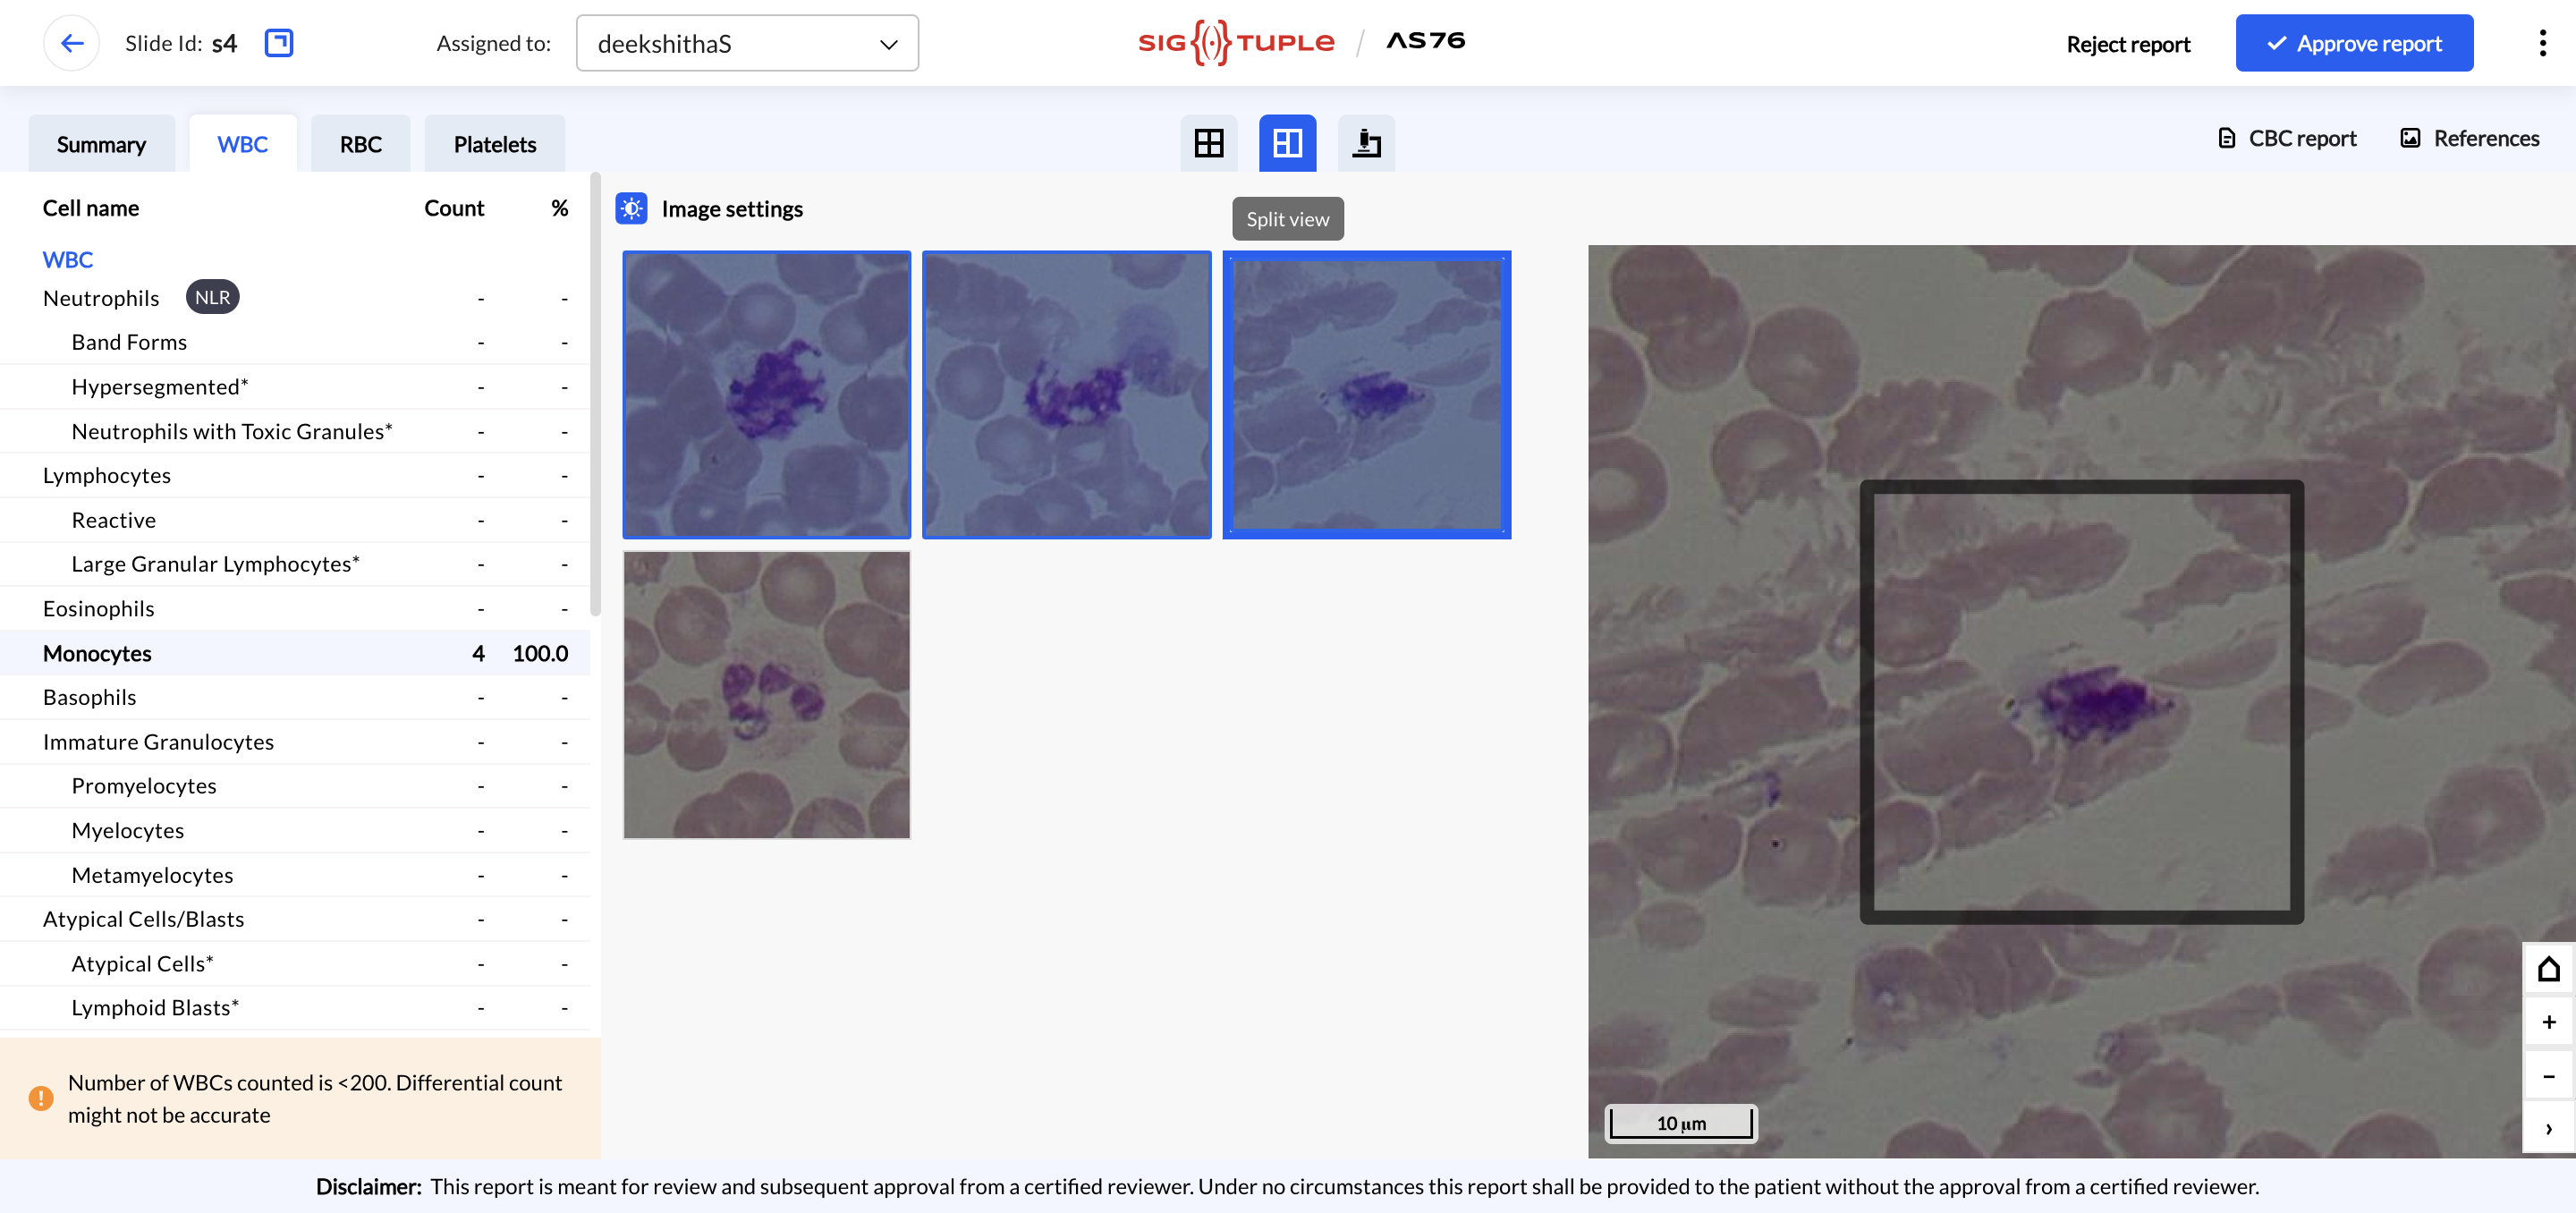 Slide Id: s4
Assigned to:
deekshithaS
SIG{(·)}TUPLE / AS76
Reject report
Approve report
Summary
WBC
RBC
Platelets
CBC report
References
Cell name Count %
WBC
Neutrophils NLR - -
Band Forms - -
Hypersegmented* - -
Neutrophils with Toxic Granules* - -
Lymphocytes - -
Reactive - -
Large Granular Lymphocytes* - -
Eosinophils - -
Monocytes 4 100.0
Basophils - -
Immature Granulocytes - -
Promyelocytes - -
Myelocytes - -
Metamyelocytes - -
Atypical Cells/Blasts - -
Atypical Cells* - -
Lymphoid Blasts* - -
Number of WBCs counted is <200. Differential count
might not be accurate
Image settings
Split view
10 μm
Disclaimer: This report is meant for review and subsequent approval from a certified reviewer. Under no circumstances this report shall be provided to the patient without the approval from a certified reviewer.